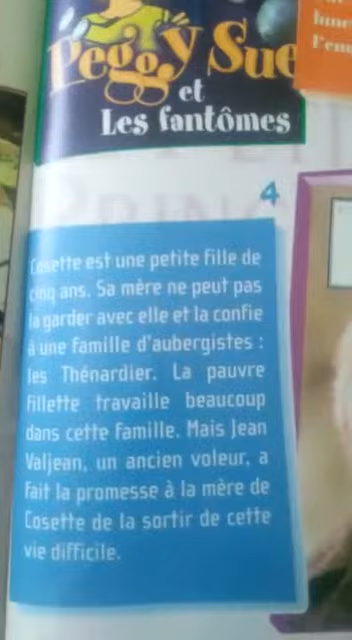 Peggy Sue
et
Les fantômes
4
Cosette est une petite fille de
cinq ans. Sa mère ne peut pas
la garder avec elle et la confie
à une famille d'aubergistes :
les Thénardier. La pauvre
fillette travaille beaucoup
dans cette famille. Mais Jean
Valjean, un ancien voleur, a
fait la promesse à la mère de
Cosette de la sortir de cette
vie difficile.